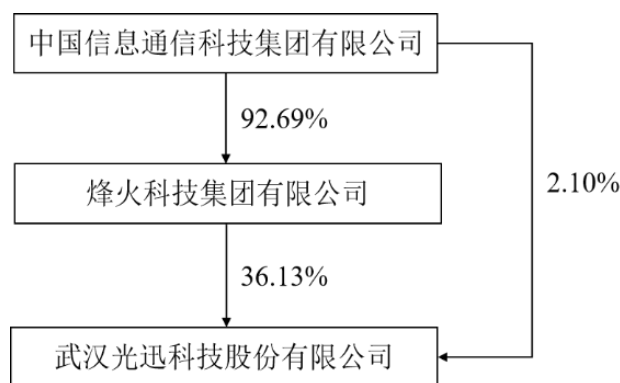 中国信息通信科技集团有限公司
92.69%
烽火科技集团有限公司
2.10%
36.13%
武汉光迅科技股份有限公司